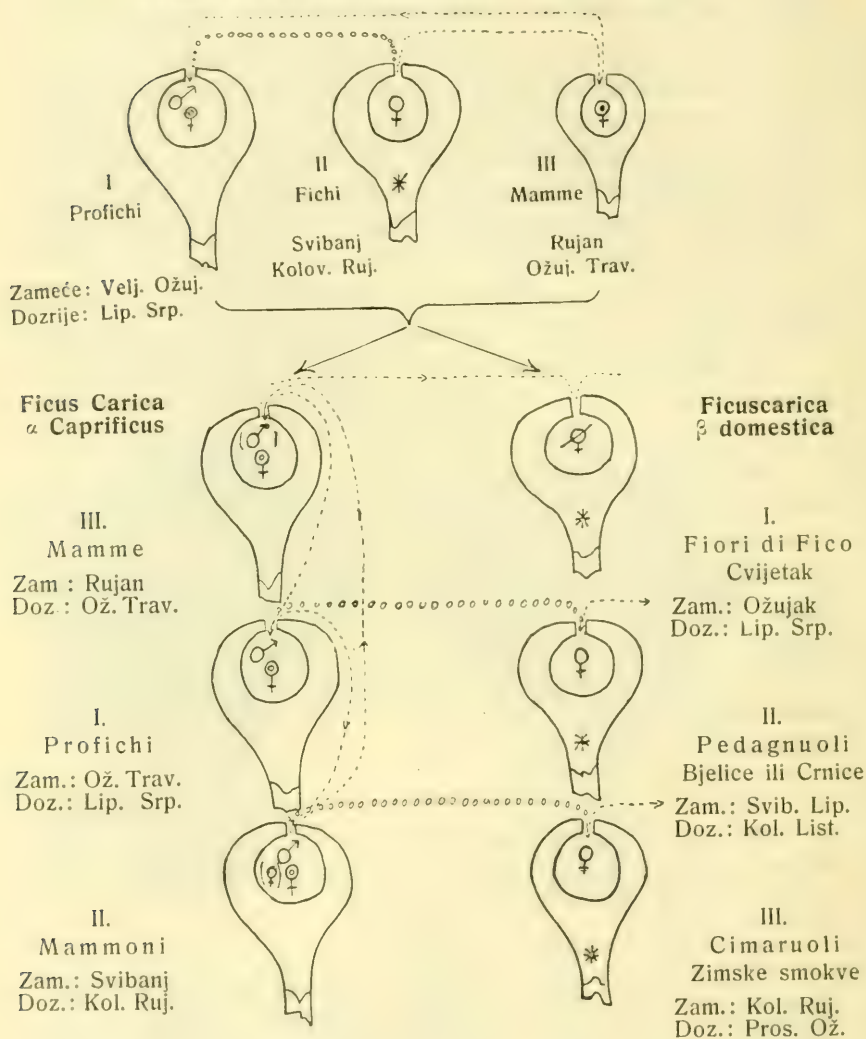 I
Profichi
Zameće: Velj. Ožuj.
Dozrije: Lip. Srp.
II
Fichi
Svibanj
Kolov. Ruj.
III
Mamme
Rujan
Ožuj. Trav.
Ficus Carica
α Caprificus
III.
Mamme
Zam : Rujan
Doz.: Ož. Trav.
I.
Profichi
Zam.: Ož. Trav.
Doz.: Lip. Srp.
II.
Mammoni
Zam.: Svibanj
Doz.: Kol. Ruj.
Ficuscarica
β domestica
I.
Fiori di Fico
Cvijetak
Zam.: Ožujak
Doz.: Lip. Srp.
II.
Pedagnuoli
Bjelice ili Crnice
Zam.: Svib. Lip.
Doz.: Kol. List.
III.
Cimaruoli
Zimske smokve
Zam.: Kol. Ruj.
Doz.: Pros. Ož.